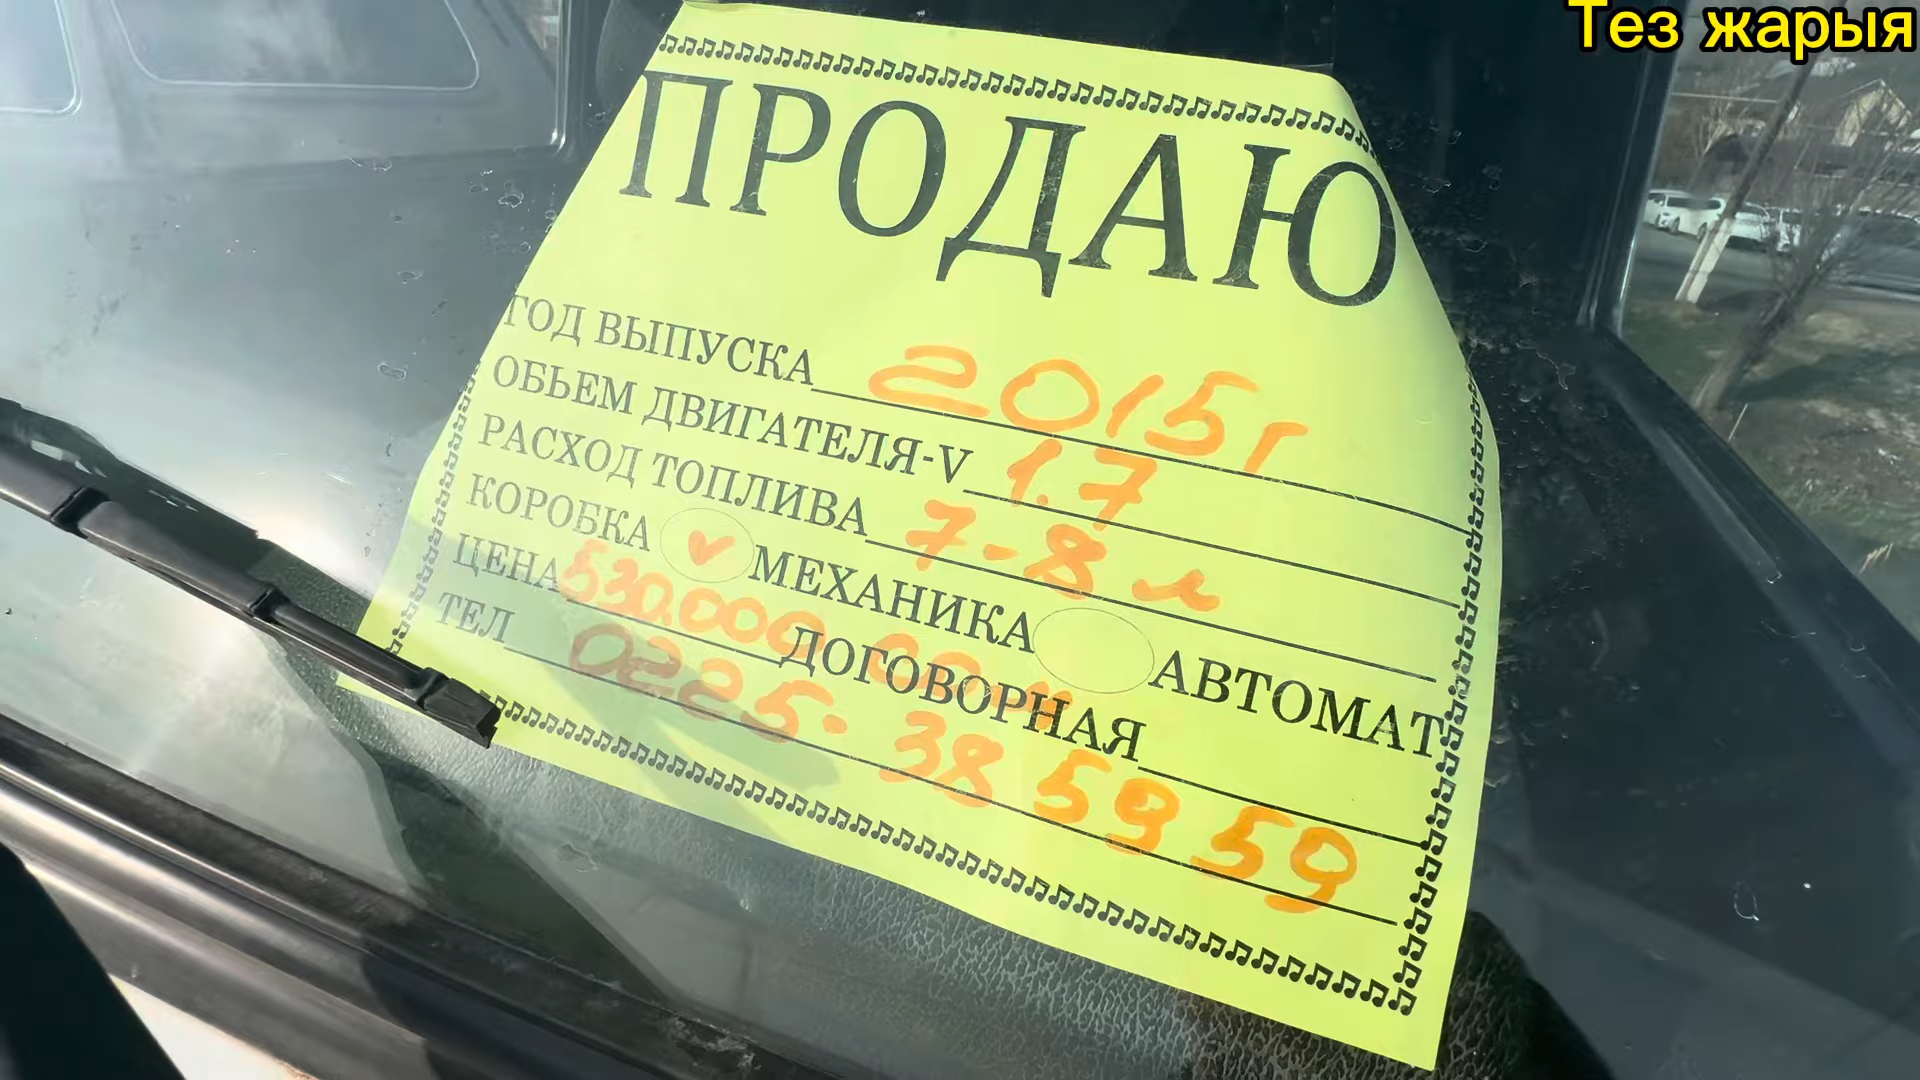 Тез жарыя
ПРОДАЮ
ГОД ВЫПУСКА 2015г
ОБЬЕМ ДВИГАТЕЛЯ-V 1.7
РАСХОД ТОПЛИВА 7-8 л
КОРОБКА ✓ МЕХАНИКА АВТОМАТ
ЦЕНА 530.000 ДОГОВОРНАЯ
ТЕЛ 0225-38 59 59